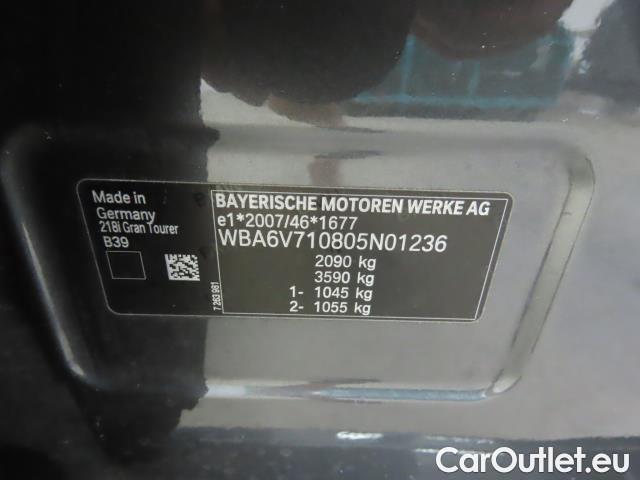 Made in
Germany
218i Gran Tourer
B39
BAYERISCHE MOTOREN WERKE AG
e1*2007/46*1677
WBA6V710805N01236
2090 kg
3590 kg
1- 1045 kg
2- 1055 kg
7 263 981
CarOutlet.eu